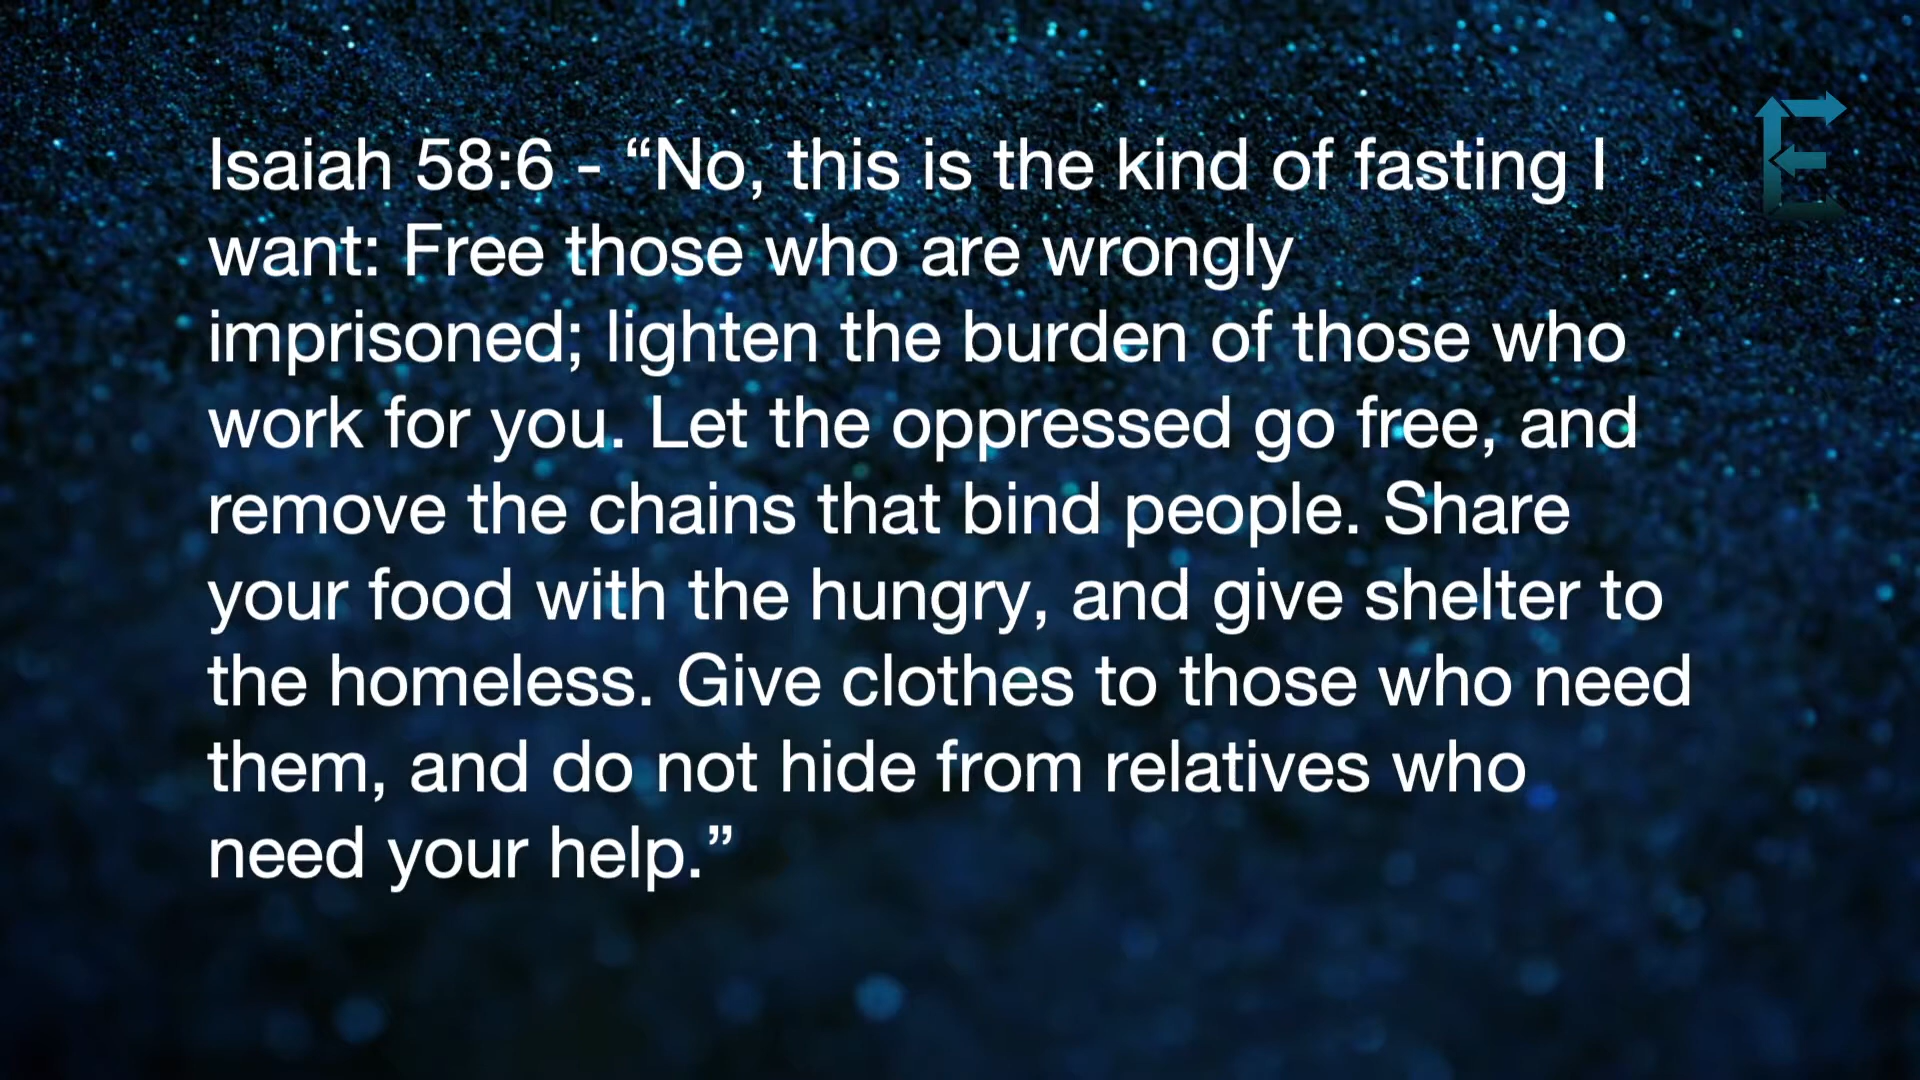 Isaiah 58:6 - “No, this is the kind of fasting I
want: Free those who are wrongly
imprisoned; lighten the burden of those who
work for you. Let the oppressed go free, and
remove the chains that bind people. Share
your food with the hungry, and give shelter to
the homeless. Give clothes to those who need
them, and do not hide from relatives who
need your help.”
E